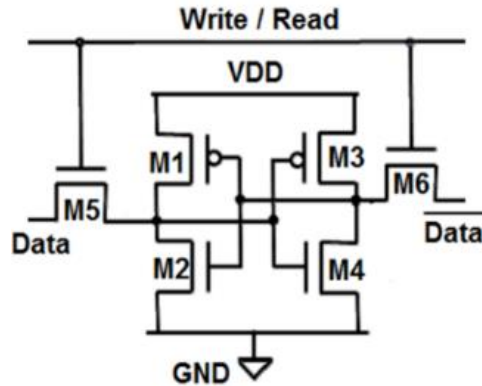 Write / Read
VDD
M1
M3
M5
M6
Data
Data
M2
M4
GND